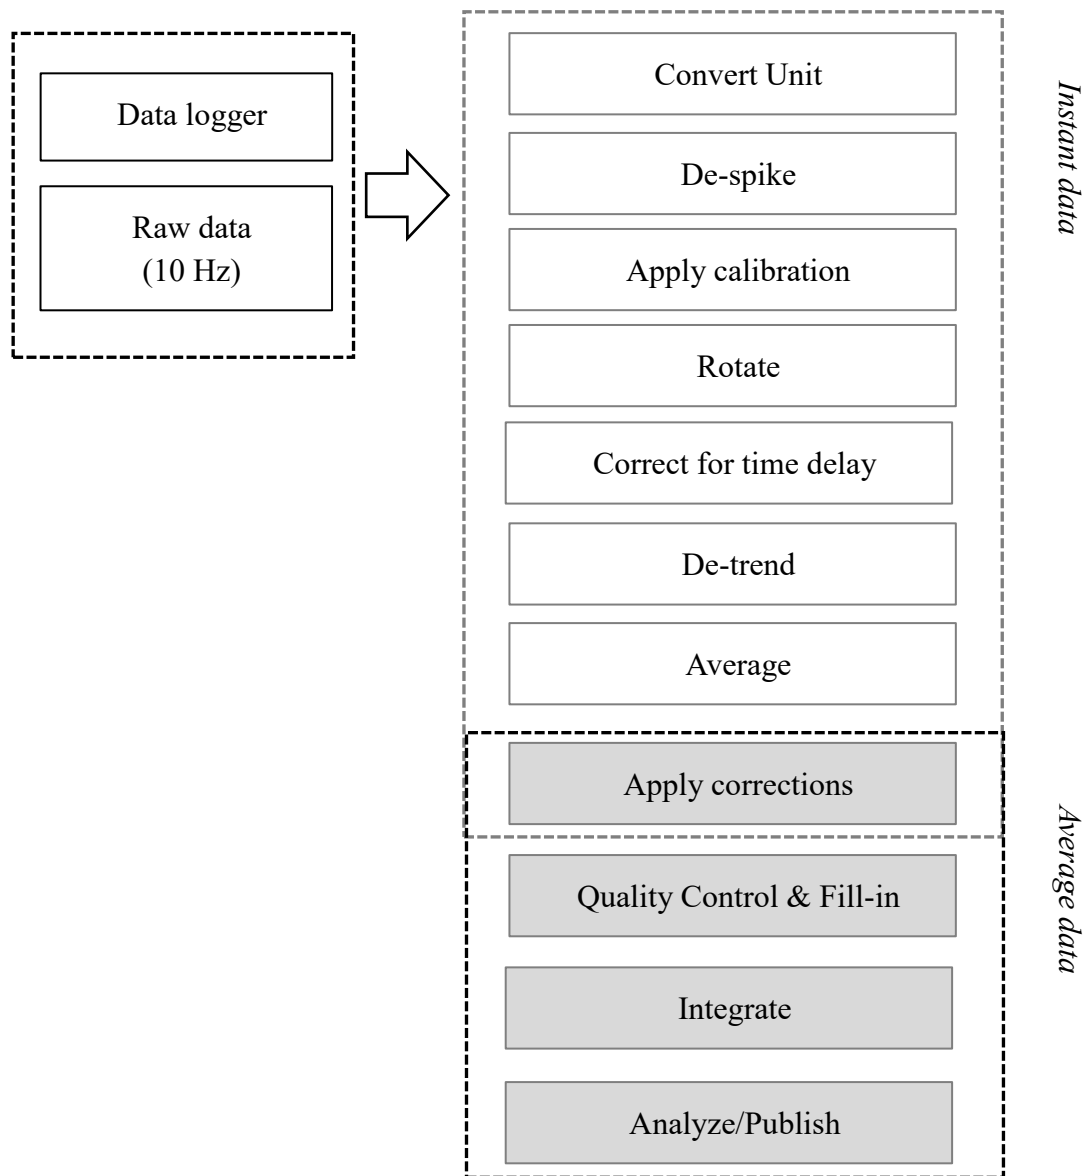 Data logger
Raw data
(10 Hz)
Convert Unit
De-spike
Apply calibration
Rotate
Correct for time delay
De-trend
Average
Apply corrections
Quality Control & Fill-in
Integrate
Analyze/Publish
Instant data
Average data